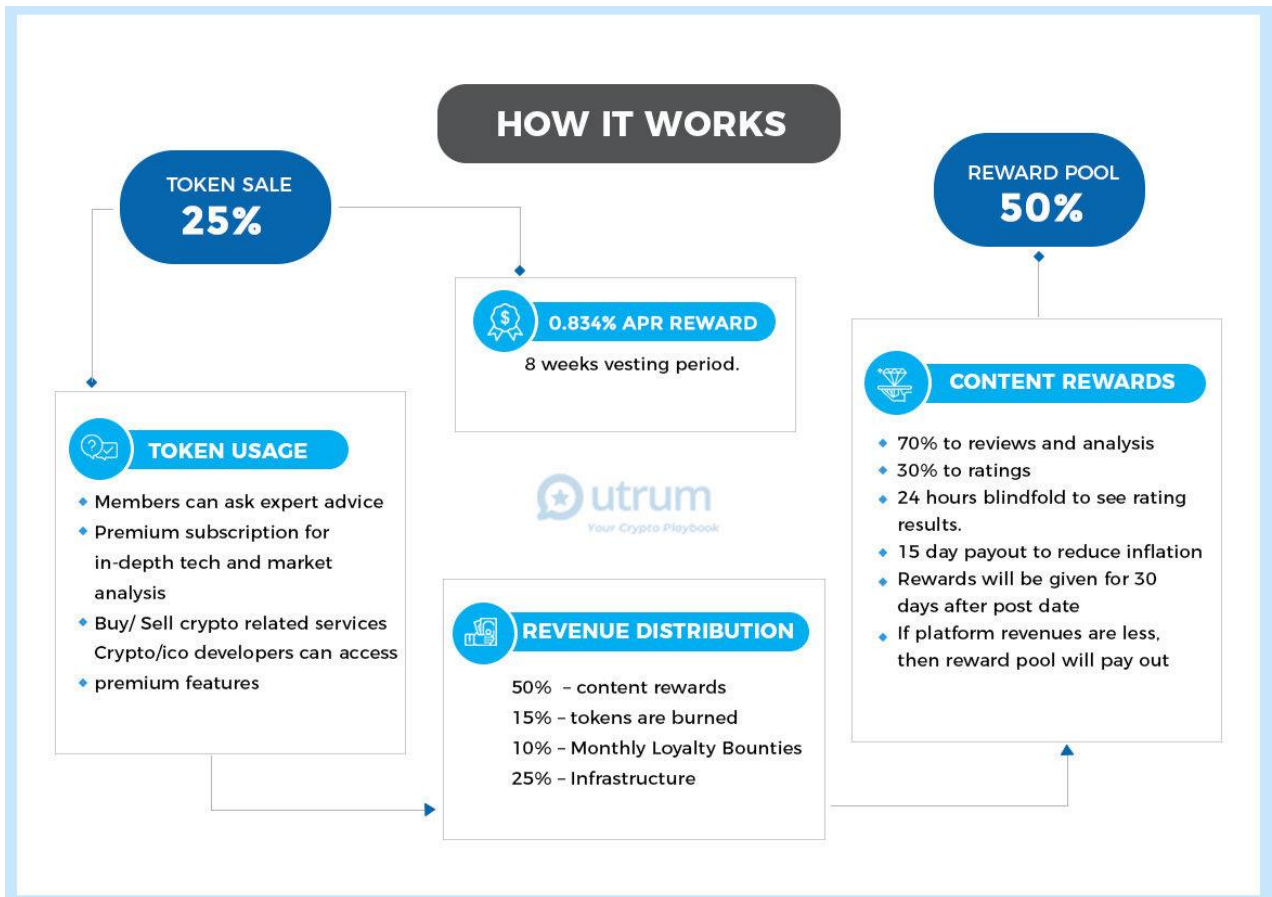 HOW IT WORKS
TOKEN SALE
25%
REWARD POOL
50%
0.834% APR REWARD
8 weeks vesting period.
TOKEN USAGE
Members can ask expert advice
Premium subscription for
in-depth tech and market
analysis
Buy/ Sell crypto related services
Crypto/ico developers can access
premium features
utrum
Your Crypto Playbook
REVENUE DISTRIBUTION
50% – content rewards
15% – tokens are burned
10% – Monthly Loyalty Bounties
25% – Infrastructure
CONTENT REWARDS
70% to reviews and analysis
30% to ratings
24 hours blindfold to see rating
results.
15 day payout to reduce inflation
Rewards will be given for 30
days after post date
If platform revenues are less,
then reward pool will pay out